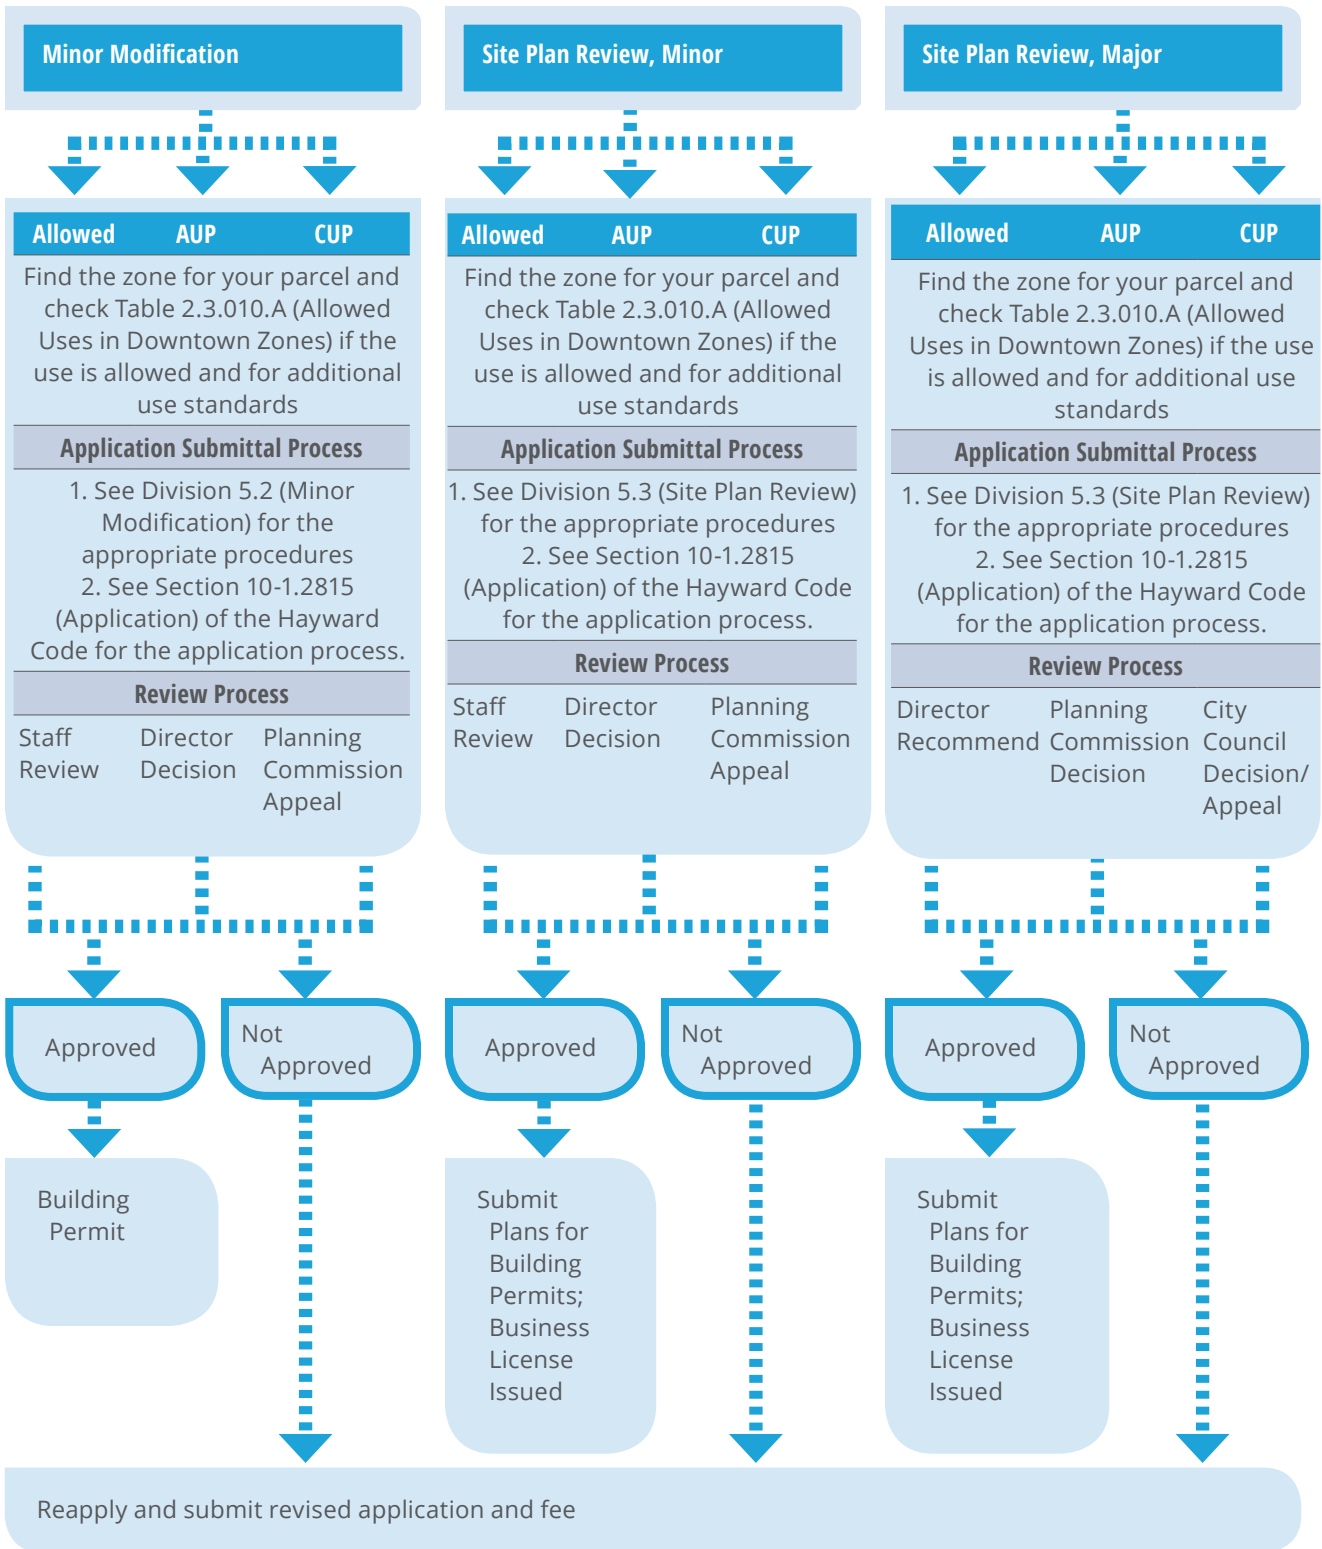 Minor Modification
Allowed AUP CUP
Find the zone for your parcel and
check Table 2.3.010.A (Allowed
Uses in Downtown Zones) if the
use is allowed and for additional
use standards
Application Submittal Process
1. See Division 5.2 (Minor
Modification) for the
appropriate procedures
2. See Section 10-1.2815
(Application) of the Hayward
Code for the application process.
Review Process
Staff
Review
Director
Decision
Planning
Commission
Appeal
Approved
Not
Approved
Building
Permit
Site Plan Review, Minor
Allowed AUP CUP
Find the zone for your parcel and
check Table 2.3.010.A (Allowed
Uses in Downtown Zones) if the
use is allowed and for additional
use standards
Application Submittal Process
1. See Division 5.3 (Site Plan Review)
for the appropriate procedures
2. See Section 10-1.2815
(Application) of the Hayward Code
for the application process.
Review Process
Staff
Review
Director
Decision
Planning
Commission
Appeal
Approved
Not
Approved
Submit
Plans for
Building
Permits;
Business
License
Issued
Site Plan Review, Major
Allowed AUP CUP
Find the zone for your parcel and
check Table 2.3.010.A (Allowed
Uses in Downtown Zones) if the use
is allowed and for additional use
standards
Application Submittal Process
1. See Division 5.3 (Site Plan Review)
for the appropriate procedures
2. See Section 10-1.2815
(Application) of the Hayward Code
for the application process.
Review Process
Director
Recommend
Planning
Commission
Decision
City
Council
Decision/
Appeal
Approved
Not
Approved
Submit
Plans for
Building
Permits;
Business
License
Issued
Reapply and submit revised application and fee